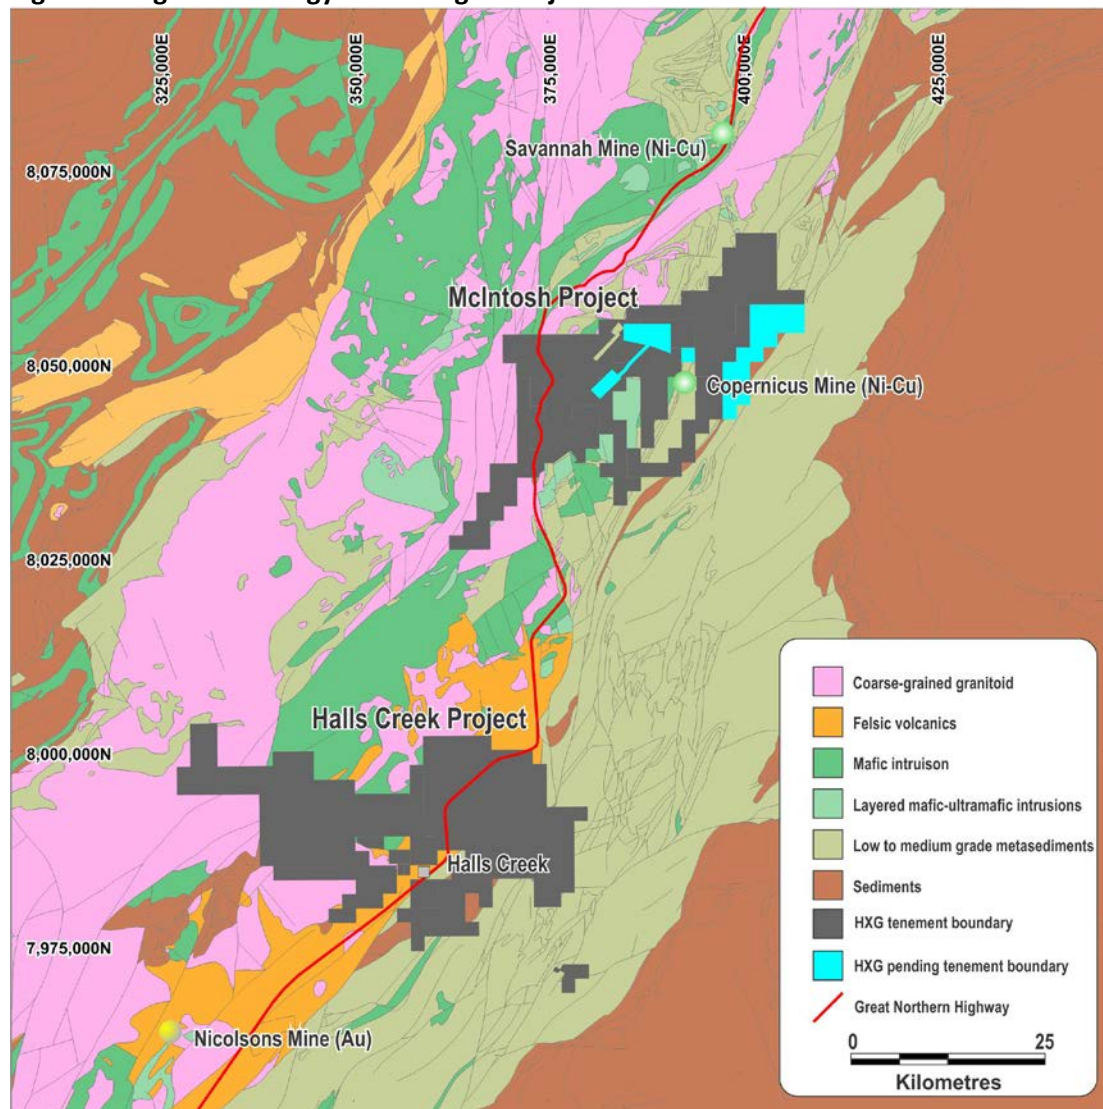 325,000E
350,000E
375,000E
400,000E
425,000E
Savannah Mine (Ni-Cu)
8,075,000N
McIntosh Project
8,050,000N
Copernicus Mine (Ni-Cu)
8,025,000N
Halls Creek Project
8,000,000N
Halls Creek
7,975,000N
Nicolsons Mine (Au)
Coarse-grained granitoid
Felsic volcanics
Mafic intruison
Layered mafic-ultramafic intrusions
Low to medium grade metasediments
Sediments
HXG tenement boundary
HXG pending tenement boundary
Great Northern Highway
0 25
Kilometres